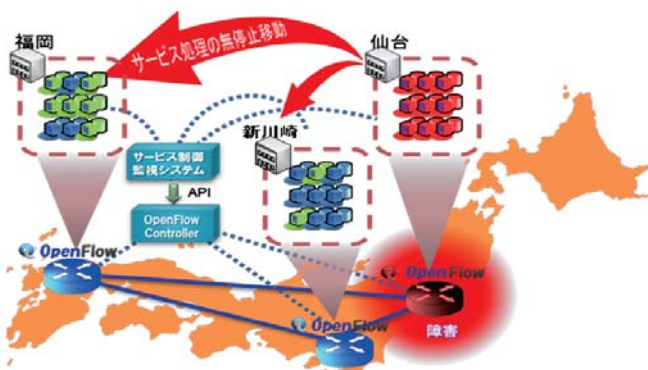 福岡
サービス処理の無停止移動
仙台
新川崎
サービス制御
監視システム
API
OpenFlow
Controller
OpenFlow
OpenFlow
OpenFlow
障害